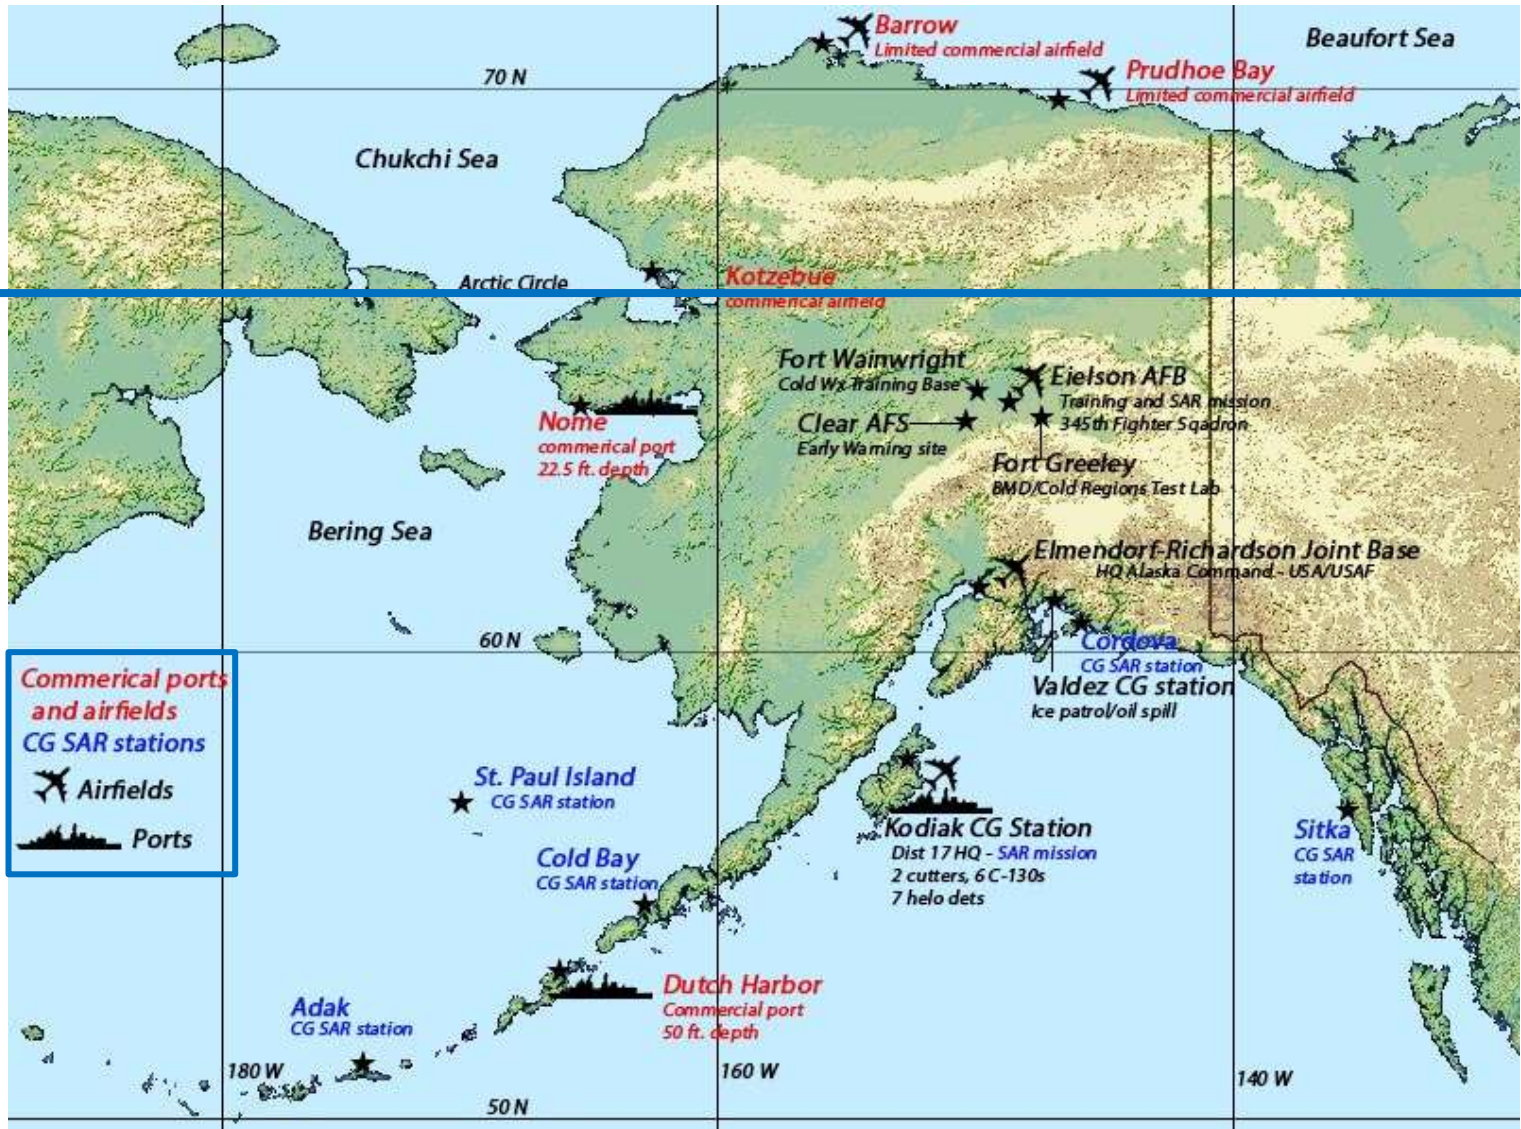 Barrow
Limited commercial airfield
Beaufort Sea
70 N
Prudhoe Bay
Limited commercial airfield
Chukchi Sea
Arctic Circle
Kotzebue
commerical airfield
Fort Wainwright
Cold Wx Training Base
Eielson AFB
Training and SAR mission
345th Fighter Sqadron
Clear AFS
Early Warning site
Nome
commerical port
22.5 ft. depth
Fort Greeley
BMD/Cold Regions Test Lab
Bering Sea
Elmendorf-Richardson Joint Base
HQ Alaska Command - USA/USAF
60 N
Cordova
CG SAR station
Valdez CG station
Ice patrol/oil spill
Commerical ports
and airfields
CG SAR stations
Airfields
Ports
St. Paul Island
CG SAR station
Cold Bay
CG SAR station
Kodiak CG Station
Dist 17 HQ - SAR mission
2 cutters, 6 C-130s
7 helo dets
Sitka
CG SAR
station
Dutch Harbor
Commercial port
50 ft. depth
Adak
CG SAR station
180 W
160 W
140 W
50 N